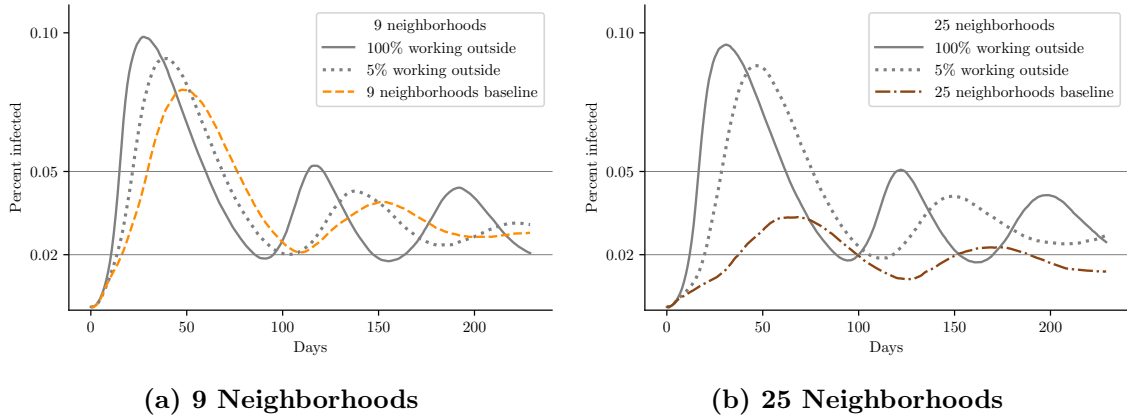 9 neighborhoods
100% working outside
5% working outside
9 neighborhoods baseline
0.10
0.05
0.02
Percent infected
0
50
100
150
200
Days
(a) 9 Neighborhoods
25 neighborhoods
100% working outside
5% working outside
25 neighborhoods baseline
0.10
0.05
0.02
Percent infected
0
50
100
150
200
Days
(b) 25 Neighborhoods